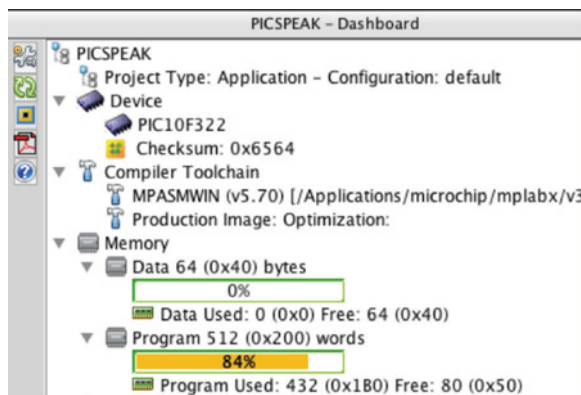 PICSPEAK – Dashboard
PICSPEAK
Project Type: Application – Configuration: default
Device
PIC10F322
Checksum: 0x6564
Compiler Toolchain
MPASMWIN (v5.70) [/Applications/microchip/mplabx/v3
Production Image: Optimization:
Memory
Data 64 (0x40) bytes
0%
Data Used: 0 (0x0) Free: 64 (0x40)
Program 512 (0x200) words
84%
Program Used: 432 (0x1B0) Free: 80 (0x50)